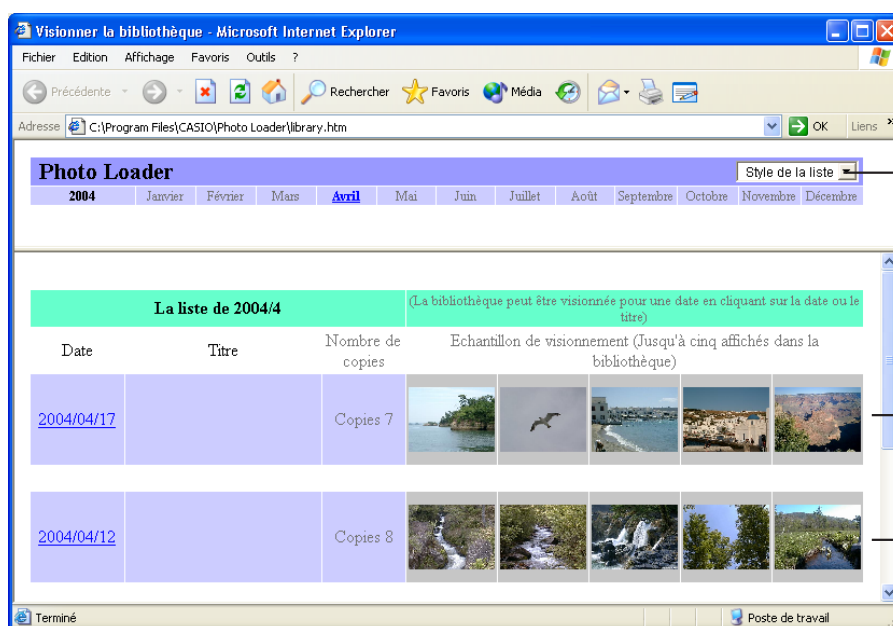 Visionner la bibliothèque - Microsoft Internet Explorer
Fichier Edition Affichage Favoris Outils ?
Précédente Rechercher Favoris Média
Adresse C:\Program Files\CASIO\Photo Loader\library.htm OK Liens »
Photo Loader Style de la liste
2004 Janvier Février Mars Avril Mai Juin Juillet Août Septembre Octobre Novembre Décembre
La liste de 2004/4 (La bibliothèque peut être visionnée pour une date en cliquant sur la date ou le
titre)
Date Titre Nombre de
copies
Echantillon de visionnement (Jusqu'à cinq affichés dans la
bibliothèque)
2004/04/17 Copies 7
2004/04/12 Copies 8
Terminé Poste de travail